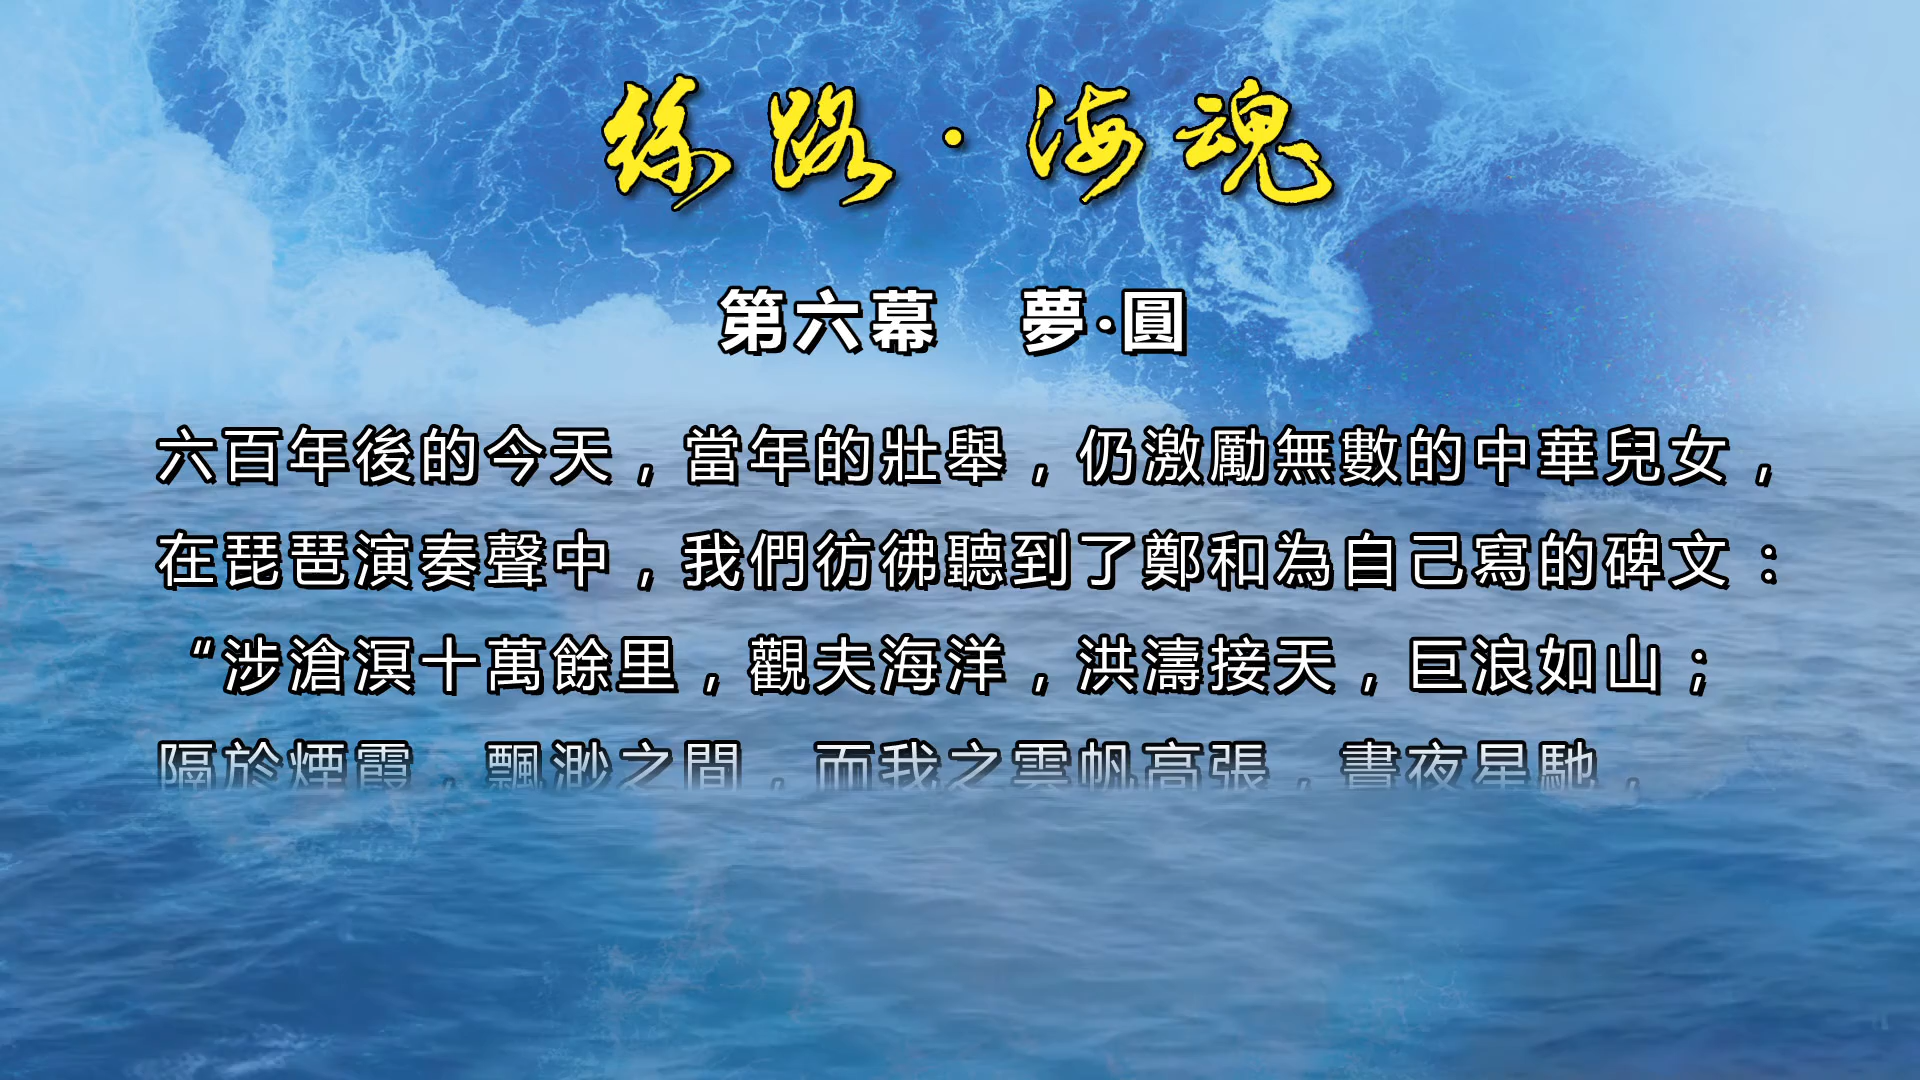 絲路·海魂
第六幕 夢·圓
六百年後的今天，當年的壯舉，仍激勵無數的中華兒女，
在琵琶演奏聲中，我們彷彿聽到了鄭和為自己寫的碑文：
“涉滄溟十萬餘里，觀夫海洋，洪濤接天，巨浪如山；
隔於煙霞，飄渺之間，而我之雲帆高張，晝夜星馳，